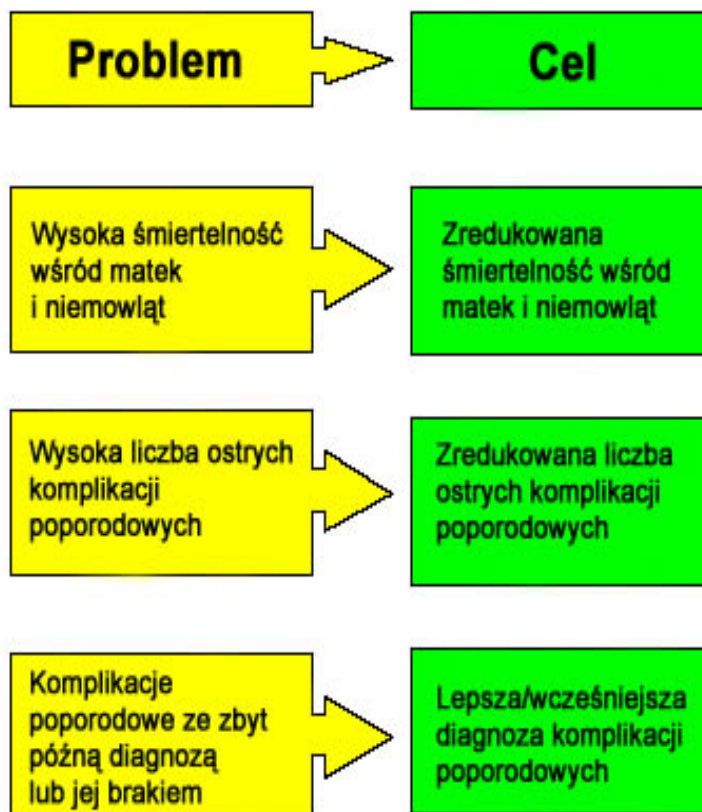 Problem
Cel
Wysoka śmiertelność
wśród matek
i niemowląt
Zredukowana
śmiertelność wśród
matek i niemowląt
Wysoka liczba ostrych
komplikacji
poporodowych
Zredukowana liczba
ostrych komplikacji
poporodowych
Komplikacje
poporodowe ze zbyt
późną diagnozą
lub jej brakiem
Lepsza/wcześniejsza
diagnoza komplikacji
poporodowych